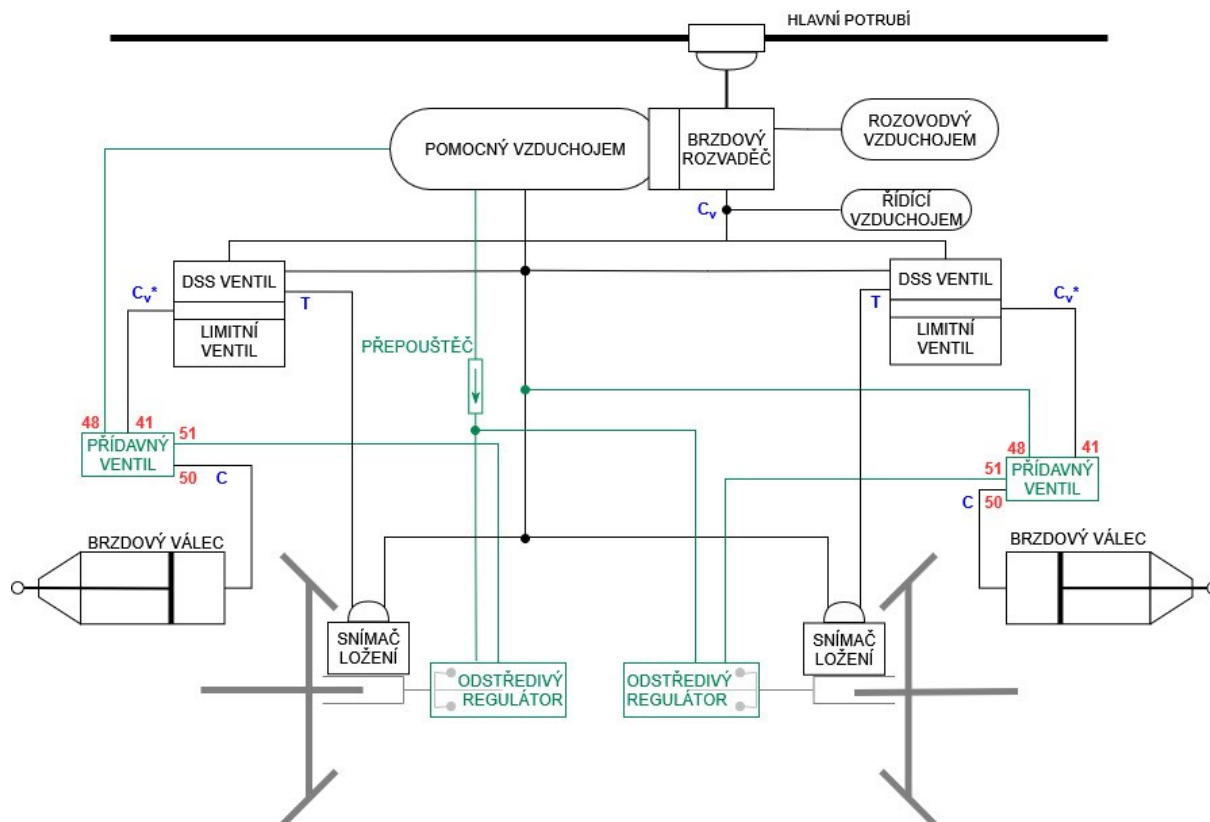 HLAVNÍ POTRUBÍ
POMOCNÝ VZDUCHOJEM
BRZDOVÝ
ROZVADĚČ
ROZOVODVÝ
VZDUCHOJEM
ŘÍDÍCÍ
VZDUCHOJEM
Cv
DSS VENTIL
LIMITNÍ
VENTIL
Cv*
T
DSS VENTIL
LIMITNÍ
VENTIL
T
Cv*
PŘEPOUŠTĚČ
48
41
51
PŘÍDAVNÝ
VENTIL
50
C
48
41
51
PŘÍDAVNÝ
VENTIL
C
50
BRZDOVÝ VÁLEC
BRZDOVÝ VÁLEC
SNÍMAČ
LOŽENÍ
SNÍMAČ
LOŽENÍ
ODSTŘEDIVÝ
REGULÁTOR
ODSTŘEDIVÝ
REGULÁTOR